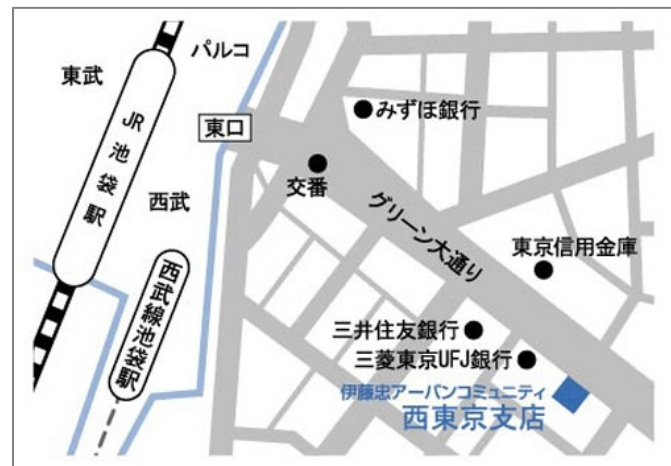 パルコ
東武
JR池袋駅
東口
みずほ銀行
交番
西武
グリーン大通り
東京信用金庫
西武線池袋駅
三井住友銀行
三菱東京UFJ銀行
伊藤忠アーバンコミュニティ
西東京支店